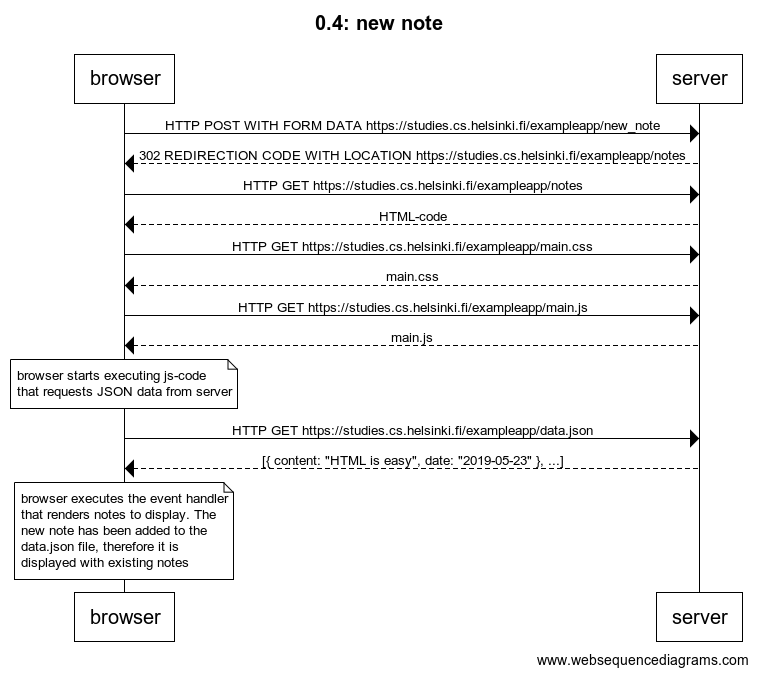 0.4: new note
browser
server
HTTP POST WITH FORM DATA https://studies.cs.helsinki.fi/exampleapp/new_note
302 REDIRECTION CODE WITH LOCATION https://studies.cs.helsinki.fi/exampleapp/notes
HTTP GET https://studies.cs.helsinki.fi/exampleapp/notes
HTML-code
HTTP GET https://studies.cs.helsinki.fi/exampleapp/main.css
main.css
HTTP GET https://studies.cs.helsinki.fi/exampleapp/main.js
main.js
browser starts executing js-code
that requests JSON data from server
HTTP GET https://studies.cs.helsinki.fi/exampleapp/data.json
[{ content: "HTML is easy", date: "2019-05-23" }, ...]
browser executes the event handler
that renders notes to display. The
new note has been added to the
data.json file, therefore it is
displayed with existing notes
browser
server
www.websequencediagrams.com